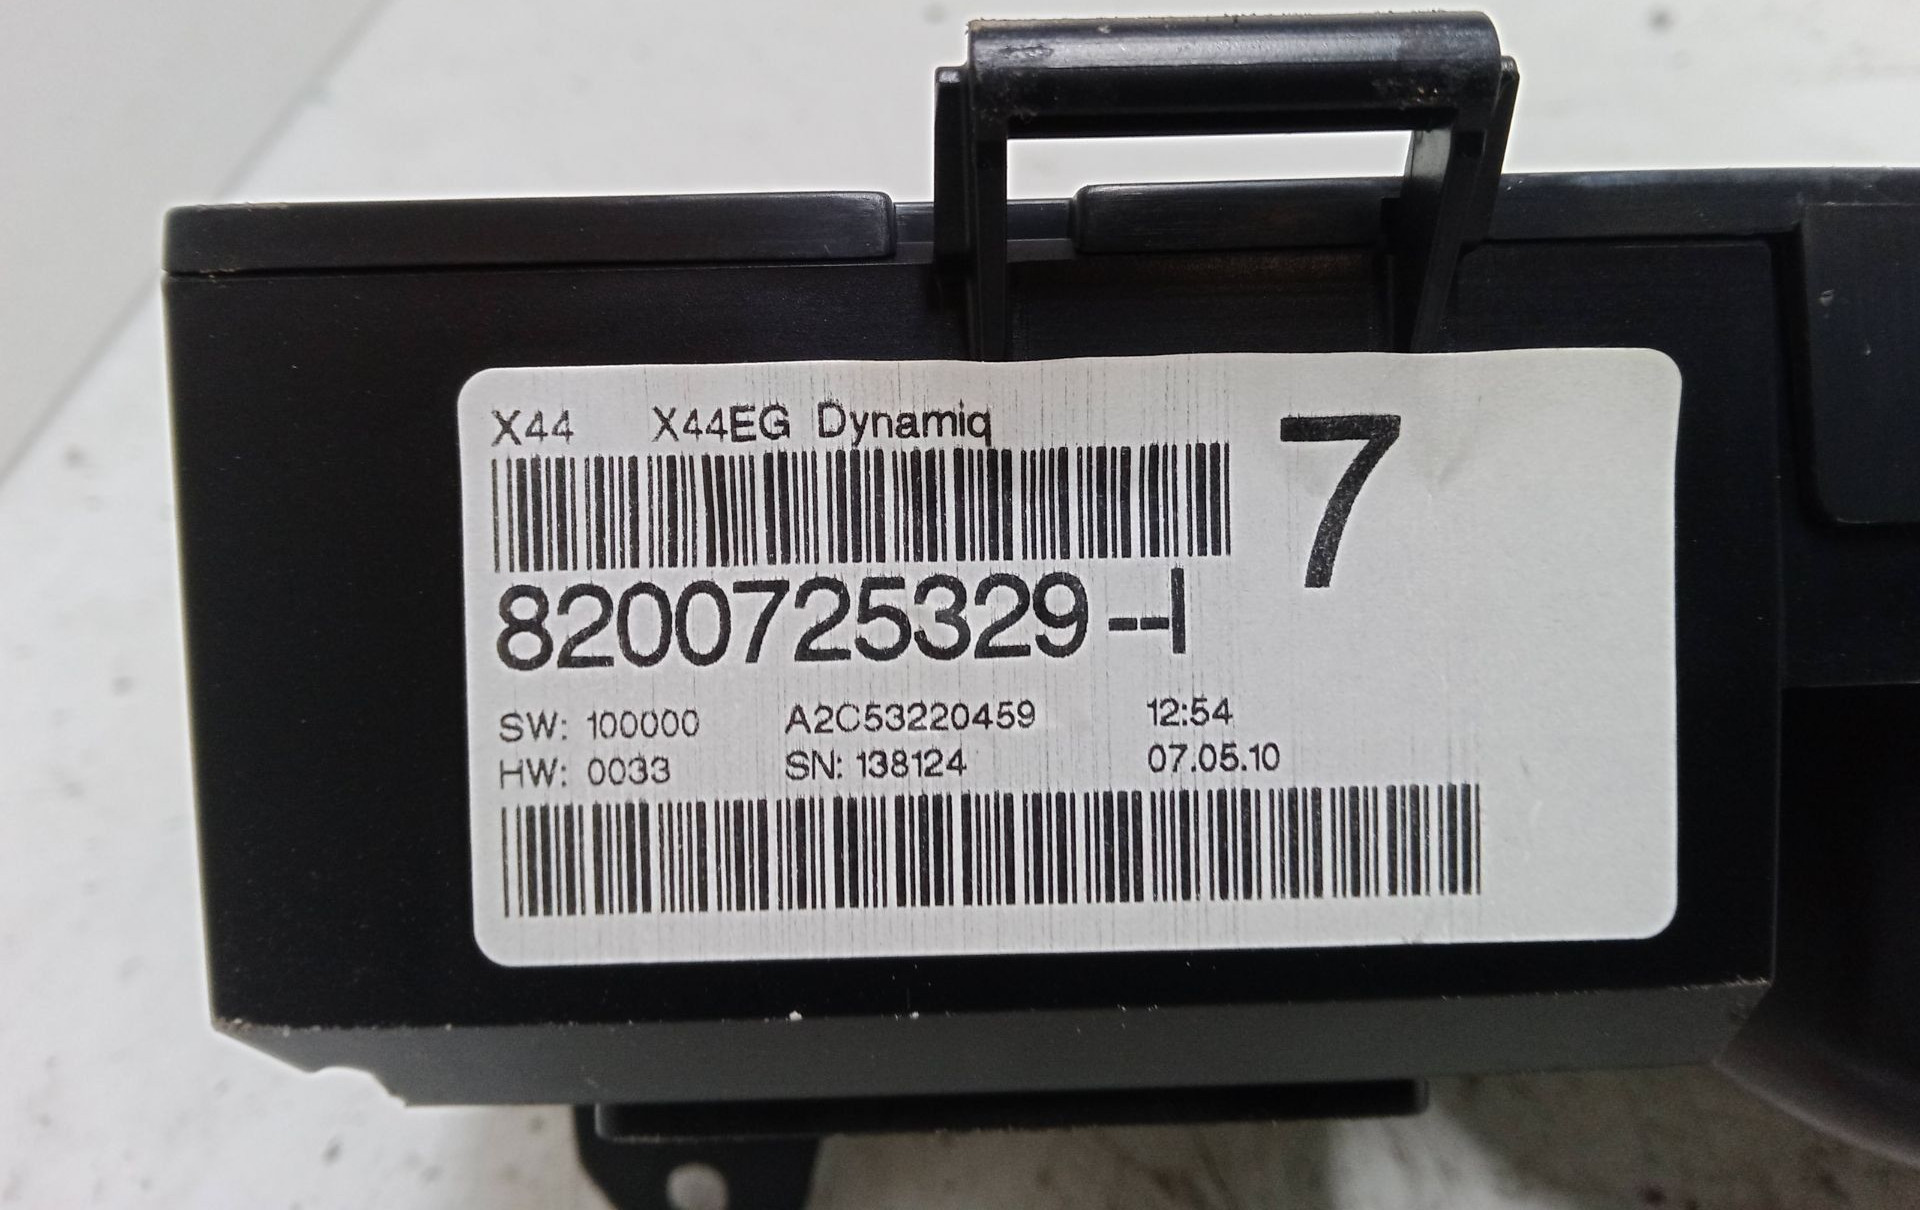 X44 X44EG Dynamiq
7
8200725329--I
SW: 100000 A2C53220459 12:54
HW: 0033 SN: 138124 07.05.10